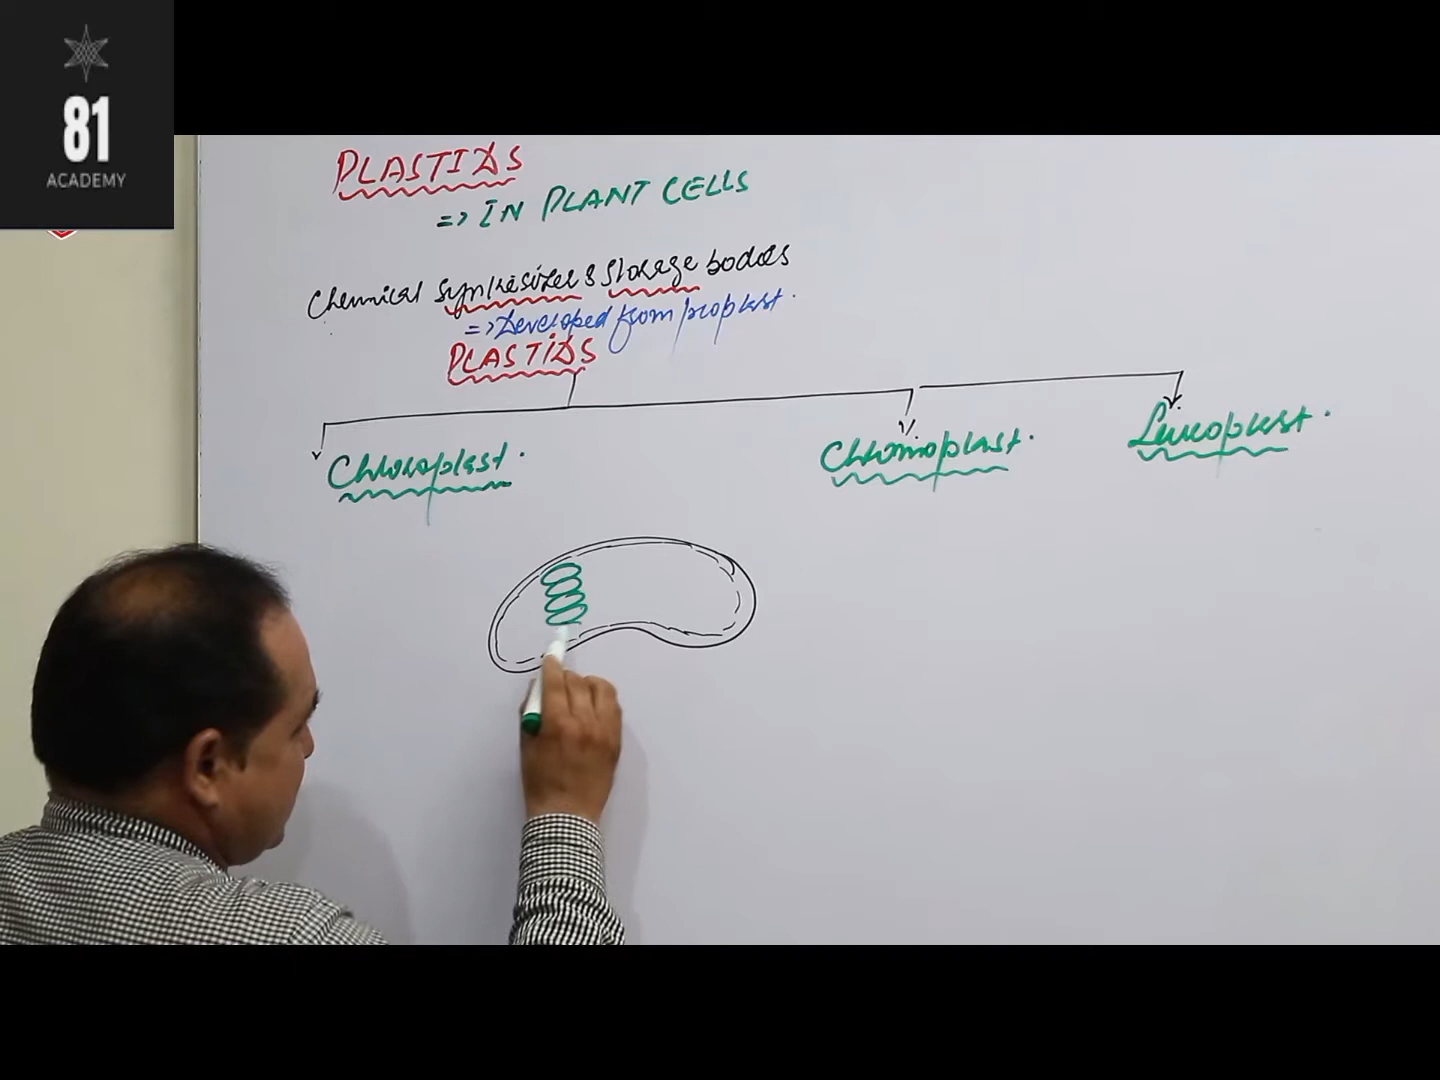 81
ACADEMY
PLASTIDS
=> IN PLANT CELLS
Chemical Synthesizer & Storage bodies
=> Developed from proplast.
PLASTIDS
Chloroplast.
Chromoplast.
Leucoplast.